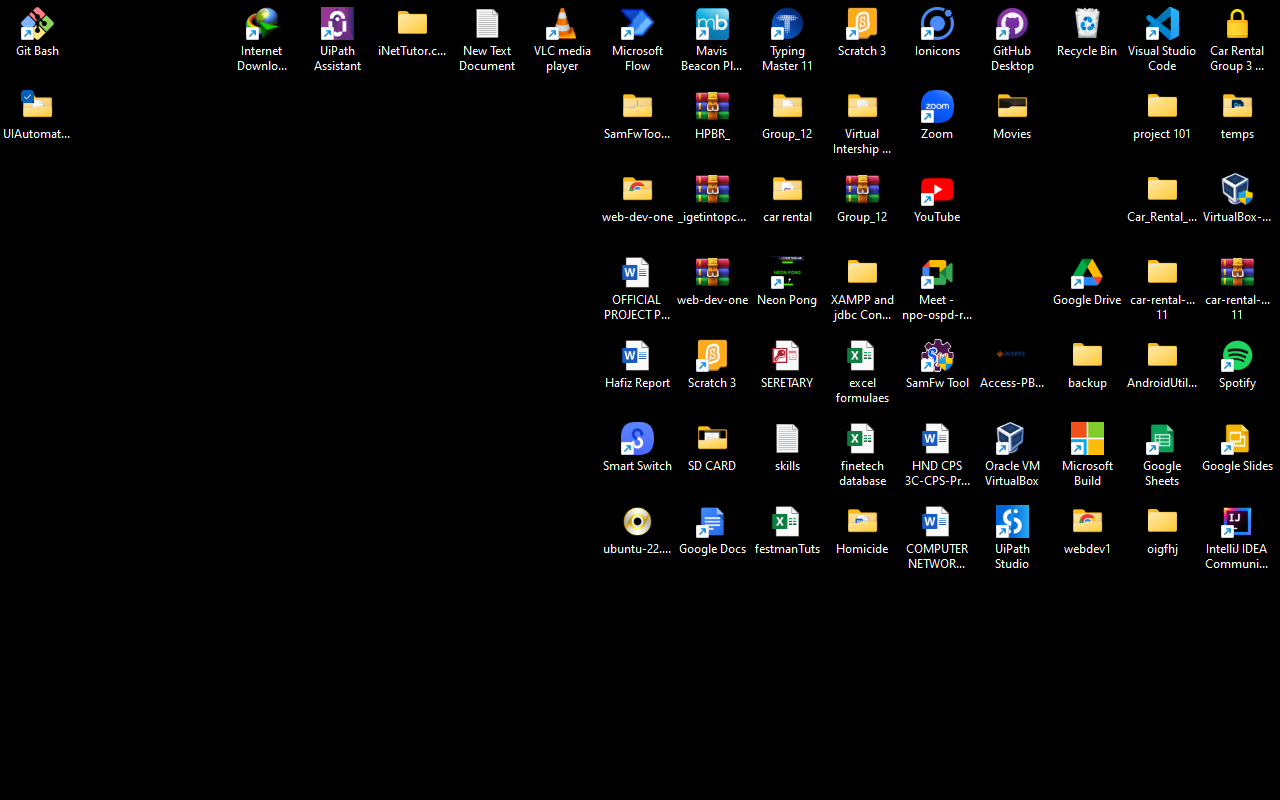 Git Bash
Internet
Downlo...
UiPath
Assistant
iNetTutor.c...
New Text
Document
VLC media
player
Microsoft
Flow
Mavis
Beacon Pl...
Typing
Master 11
Scratch 3
Ionicons
GitHub
Desktop
Recycle Bin
Visual Studio
Code
Car Rental
Group 3 ...
UIAutomat...
SamFwToo...
HPBR_
Group_12
Virtual
Intership ...
zoom
Zoom
Movies
project 101
temps
web-dev-one
_igetintopc...
car rental
Group_12
YouTube
Car_Rental_...
VirtualBox-...
OFFICIAL
PROJECT P...
web-dev-one
NEON PONG
Neon Pong
XAMPP and
jdbc Con...
Meet -
npo-ospd-r...
Google Drive
car-rental-...
11
car-rental-...
11
Hafiz Report
Scratch 3
SERETARY
excel
formulaes
SamFw Tool
Access-PB...
backup
AndroidUtil...
Spotify
Smart Switch
SD CARD
skills
finetech
database
HND CPS
3C-CPS-Pr...
Oracle VM
VirtualBox
Microsoft
Build
Google
Sheets
Google Slides
ubuntu-22....
Google Docs
festmanTuts
Homicide
COMPUTER
NETWOR...
UiPath
Studio
webdev1
oigfhj
IntelliJ IDEA
Communi...